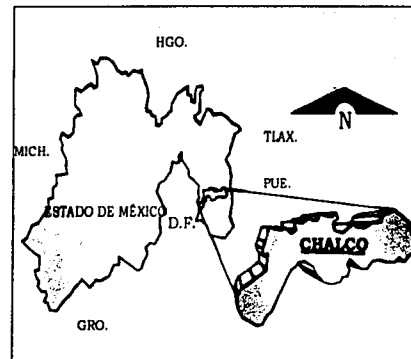 HGO.
N
MICH.
TLAX.
PUE.
ESTADO DE MÉXICO
D.F.
CHALCO
GRO.